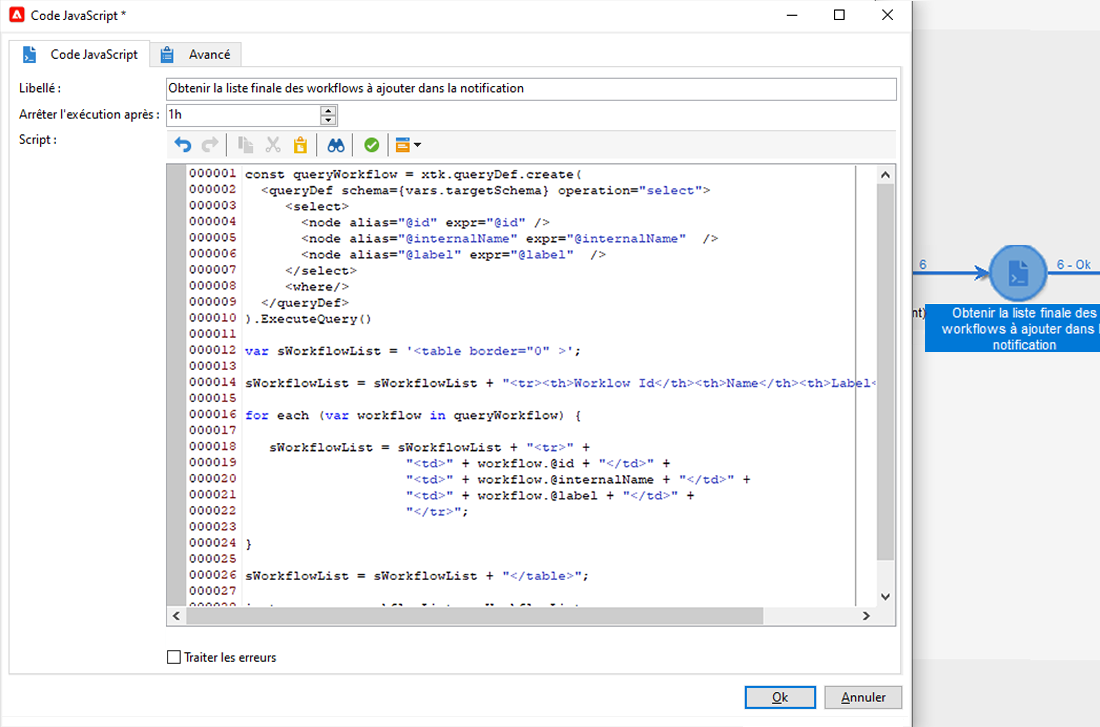 Code JavaScript *
Code JavaScript
Avancé
Libellé :
Obtenir la liste finale des workflows à ajouter dans la notification
Arrêter l'exécution après :
1h
Script :
000001 const queryWorkflow = xtk.queryDef.create(
000002 <queryDef schema={vars.targetSchema} operation="select">
000003 <select>
000004 <node alias="@id" expr="@id" />
000005 <node alias="@internalName" expr="@internalName"  />
000006 <node alias="@label" expr="@label"  />
000007 </select>
000008 <where/>
000009 </queryDef>
000010 ).ExecuteQuery()
000011
000012 var sWorkflowList = '<table border="0" >';
000013
000014 sWorkflowList = sWorkflowList + "<tr><th>Worklow Id</th><th>Name</th><th>Label<
000015
000016 for each (var workflow in queryWorkflow) {
000017
000018 sWorkflowList = sWorkflowList + "<tr>" +
000019 "<td>" + workflow.@id + "</td>" +
000020 "<td>" + workflow.@internalName + "</td>" +
000021 "<td>" + workflow.@label + "</td>" +
000022 "</tr>";
000023
000024 }
000025
000026 sWorkflowList = sWorkflowList + "</table>";
000027
Traiter les erreurs
Ok
Annuler
6
6 - Ok
nt)
Obtenir la liste finale des
workflows à ajouter dans l
notification